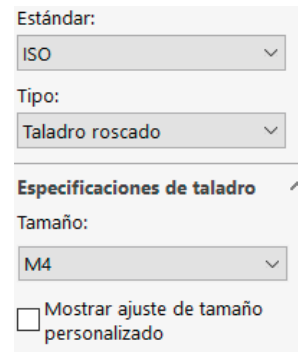 Estándar:
ISO
Tipo:
Taladro roscado
Especificaciones de taladro
Tamaño:
M4
Mostrar ajuste de tamaño
personalizado